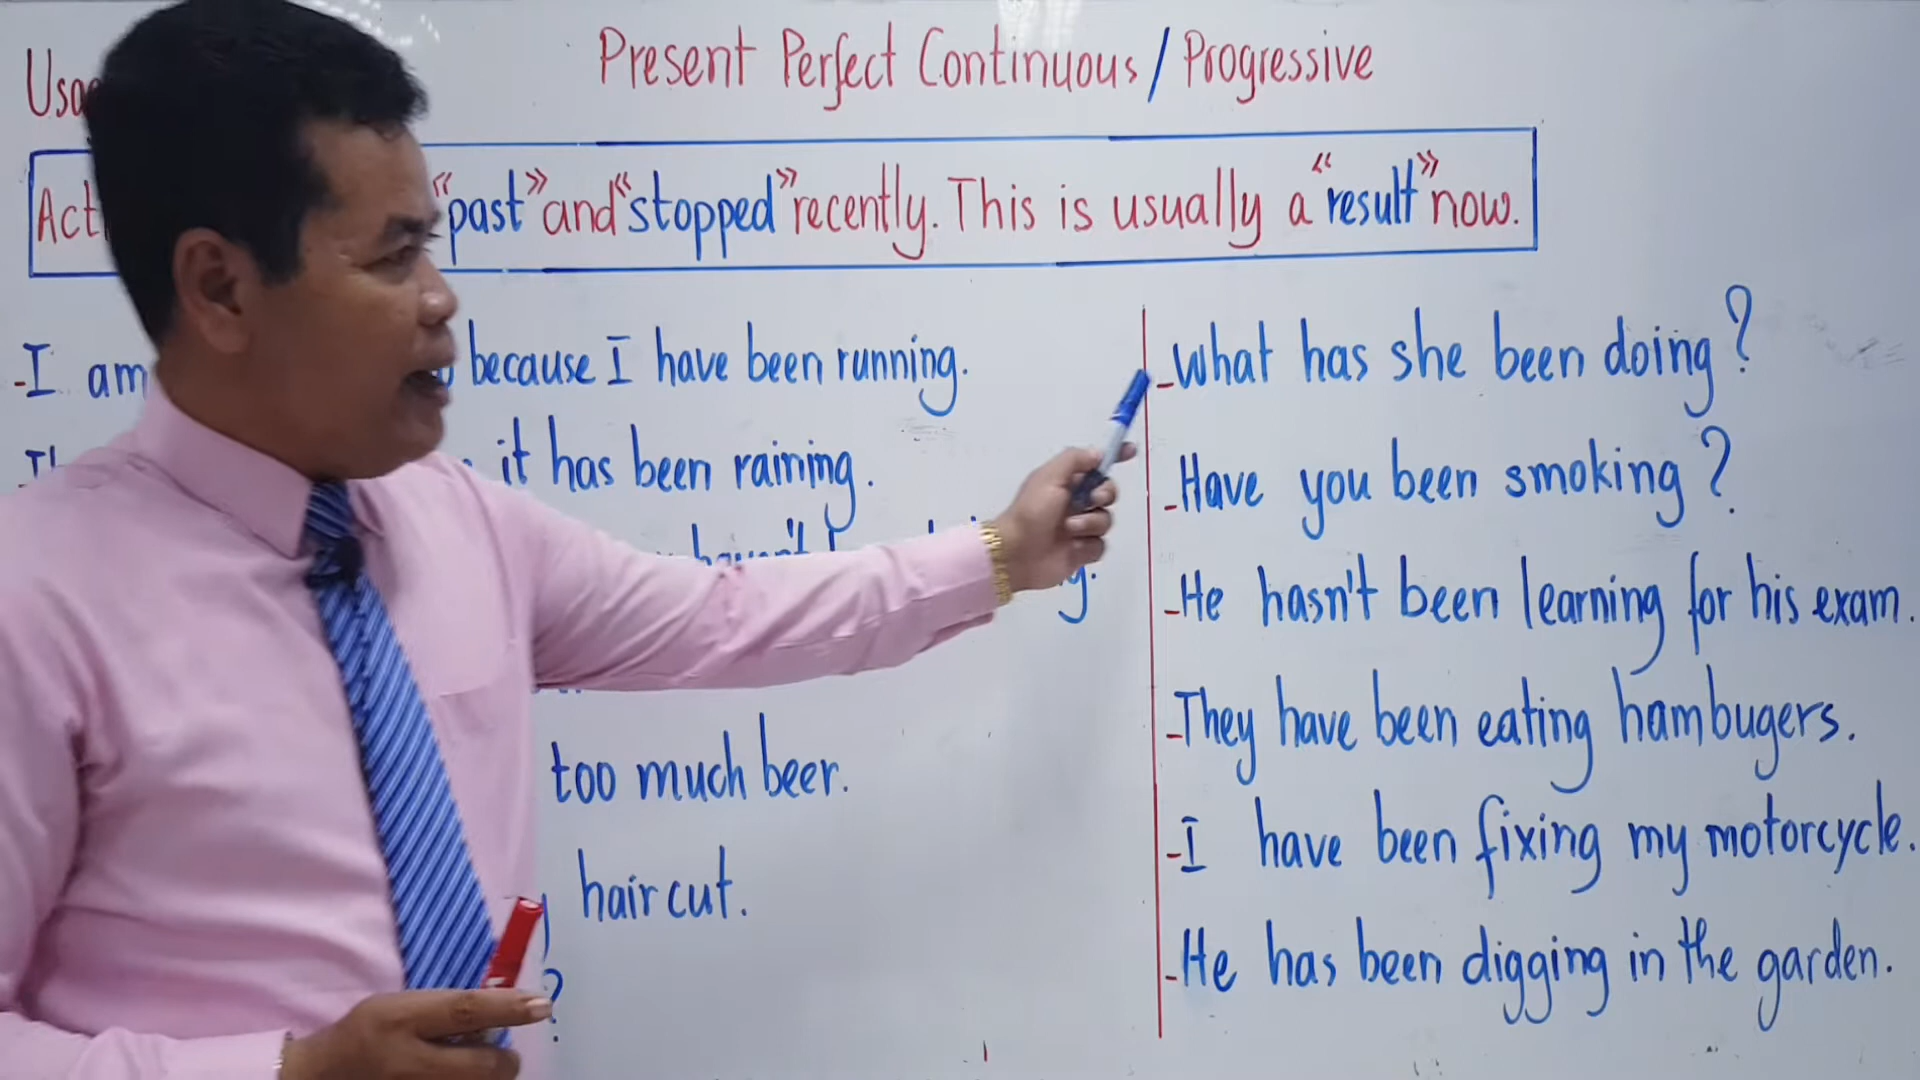 Present Perfect Continuous / Progressive
"past" and "stopped" recently. This is usually a "result" now.
- I am because I have been running.
it has been raining.
haven't
too much beer.
hair cut.
?
- What has she been doing?
- Have you been smoking?
- He hasn't been learning for his exam.
- They have been eating hambugers.
- I have been fixing my motorcycle.
- He has been digging in the garden.